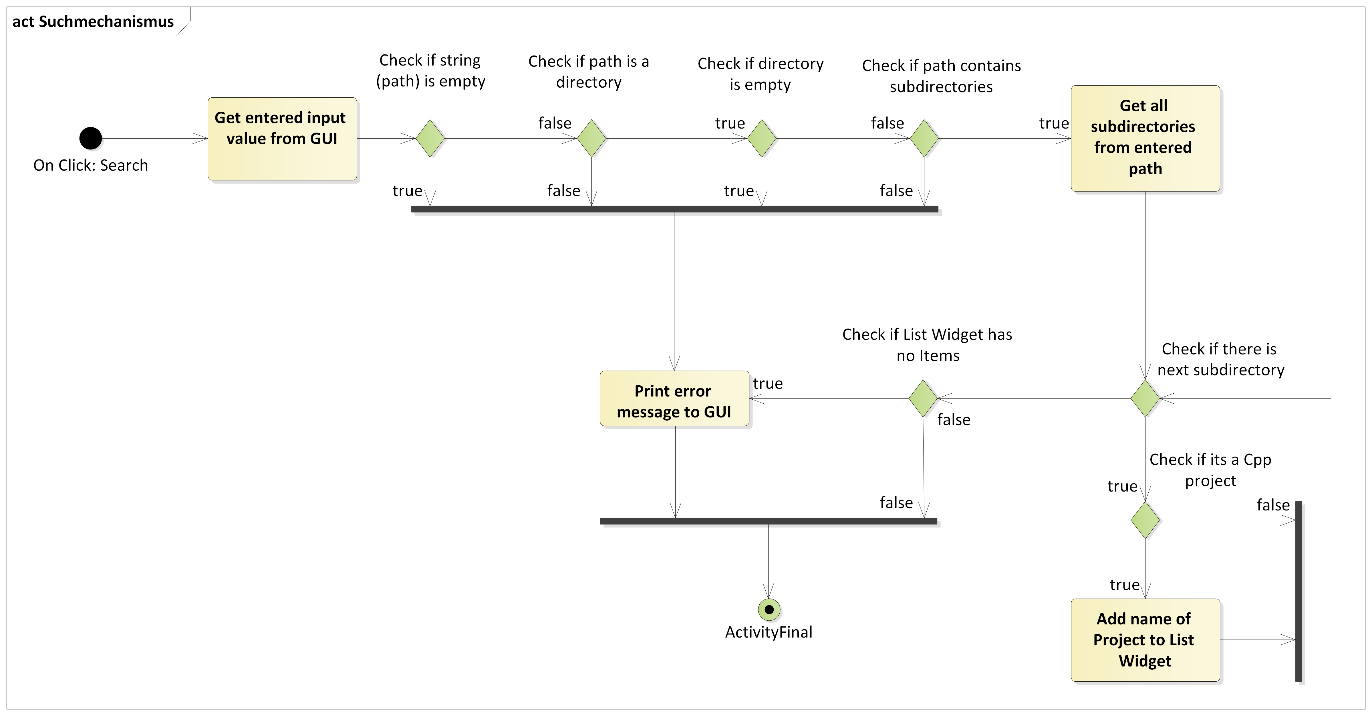 act Suchmechanismus
Check if string
(path) is empty
Check if path is a
directory
Check if directory
is empty
Check if path contains
subdirectories
Get entered input
value from GUI
On Click: Search
false
true
false
true
Get all
subdirectories
from entered
path
true
false
true
false
Check if List Widget has
no Items
Check if there is
next subdirectory
Print error
message to GUI
true
false
Check if its a Cpp
project
true
false
false
true
Add name of
Project to List
Widget
ActivityFinal